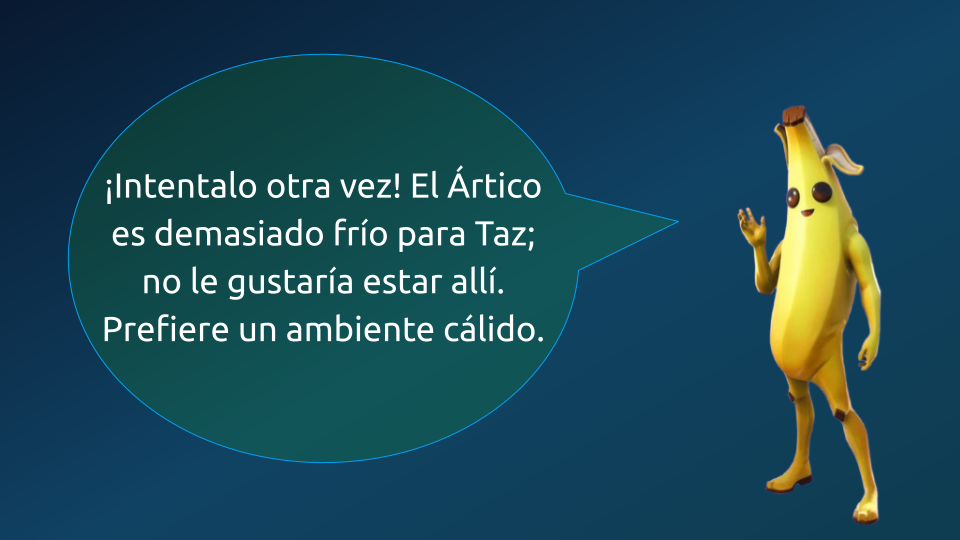 ¡Intentalo otra vez! El Ártico
es demasiado frío para Taz;
no le gustaría estar allí.
Prefiere un ambiente cálido.